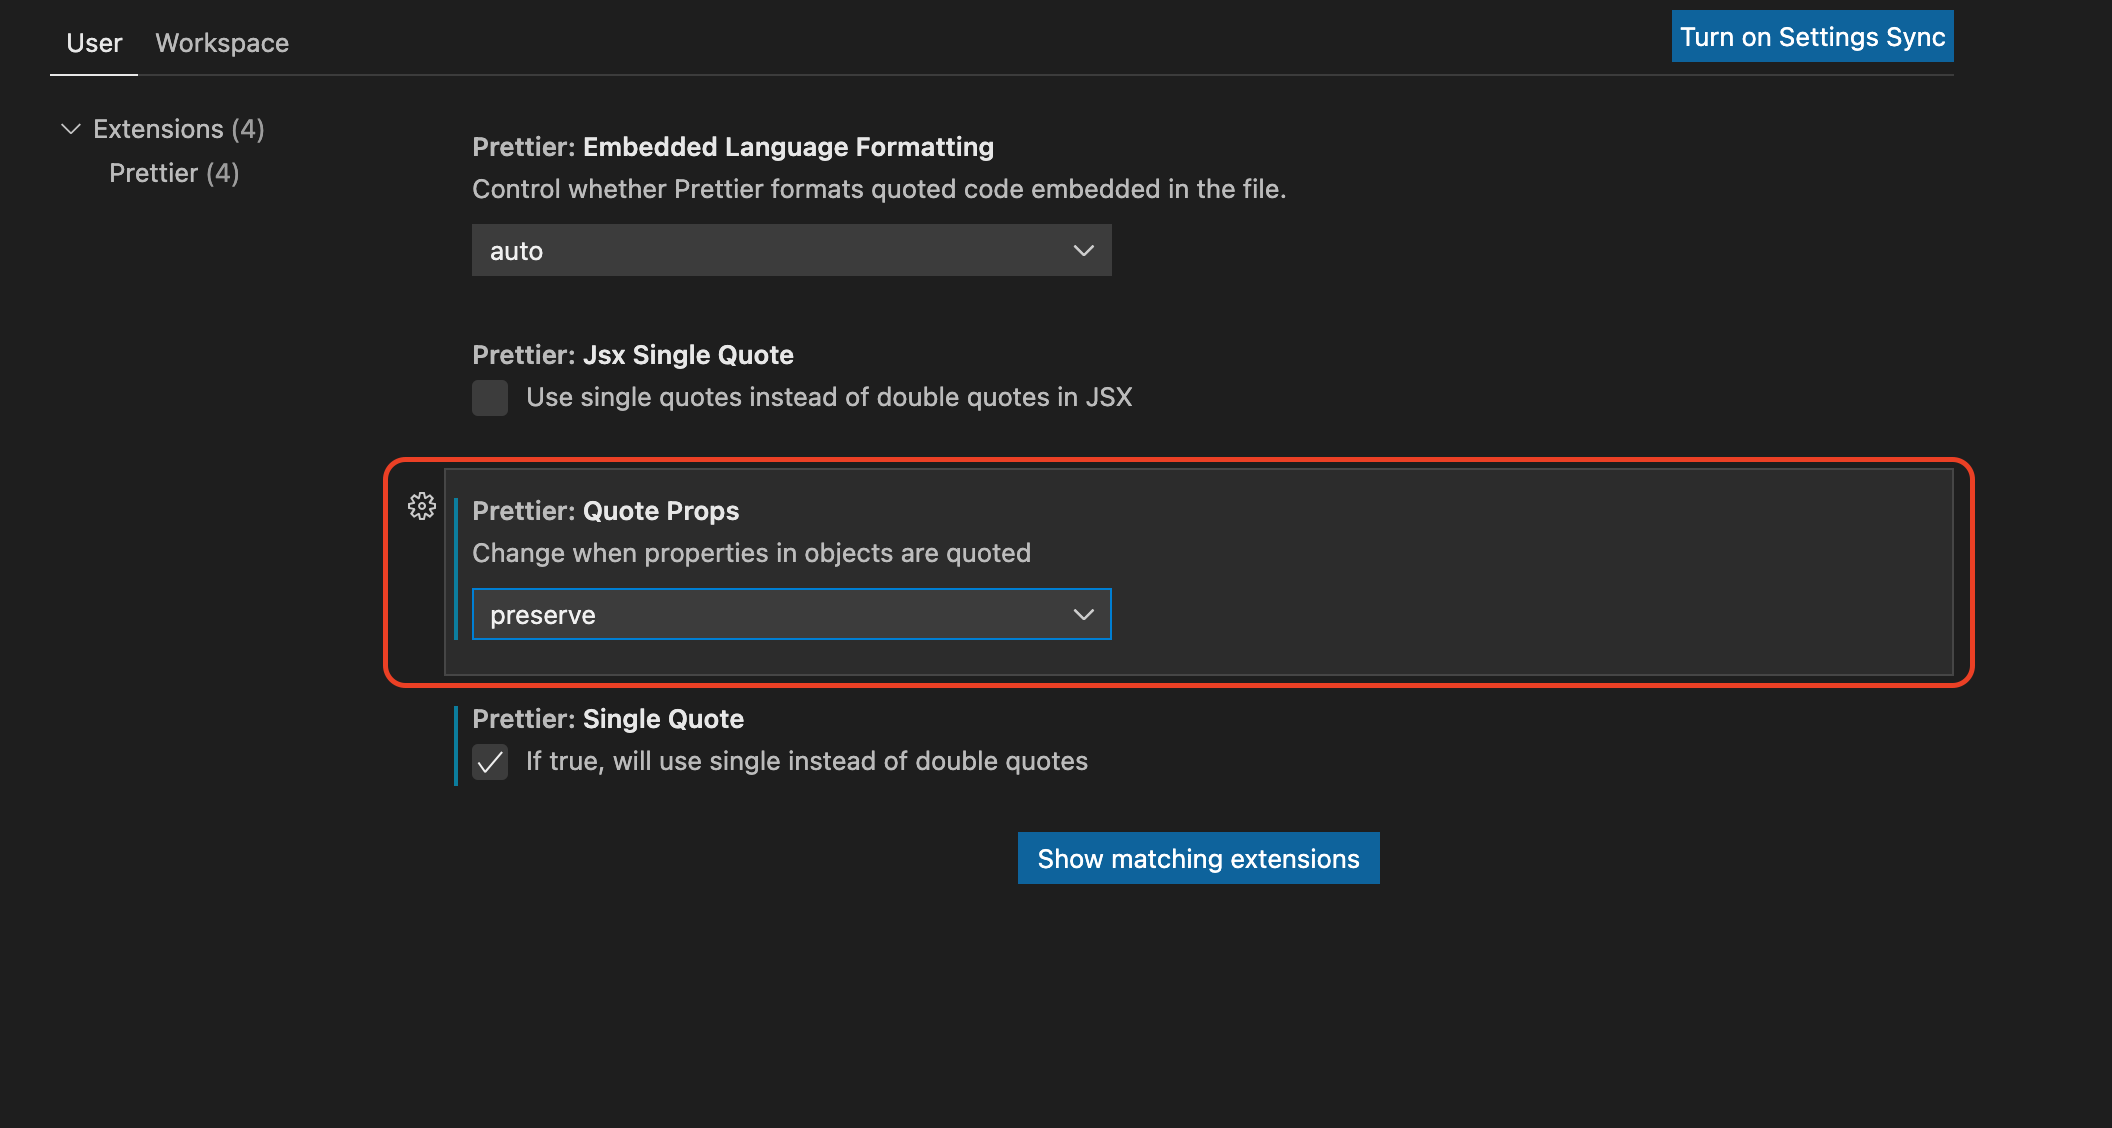 User Workspace
Turn on Settings Sync
Extensions (4)
Prettier (4)
Prettier: Embedded Language Formatting
Control whether Prettier formats quoted code embedded in the file.
auto
Prettier: Jsx Single Quote
Use single quotes instead of double quotes in JSX
Prettier: Quote Props
Change when properties in objects are quoted
preserve
Prettier: Single Quote
If true, will use single instead of double quotes
Show matching extensions